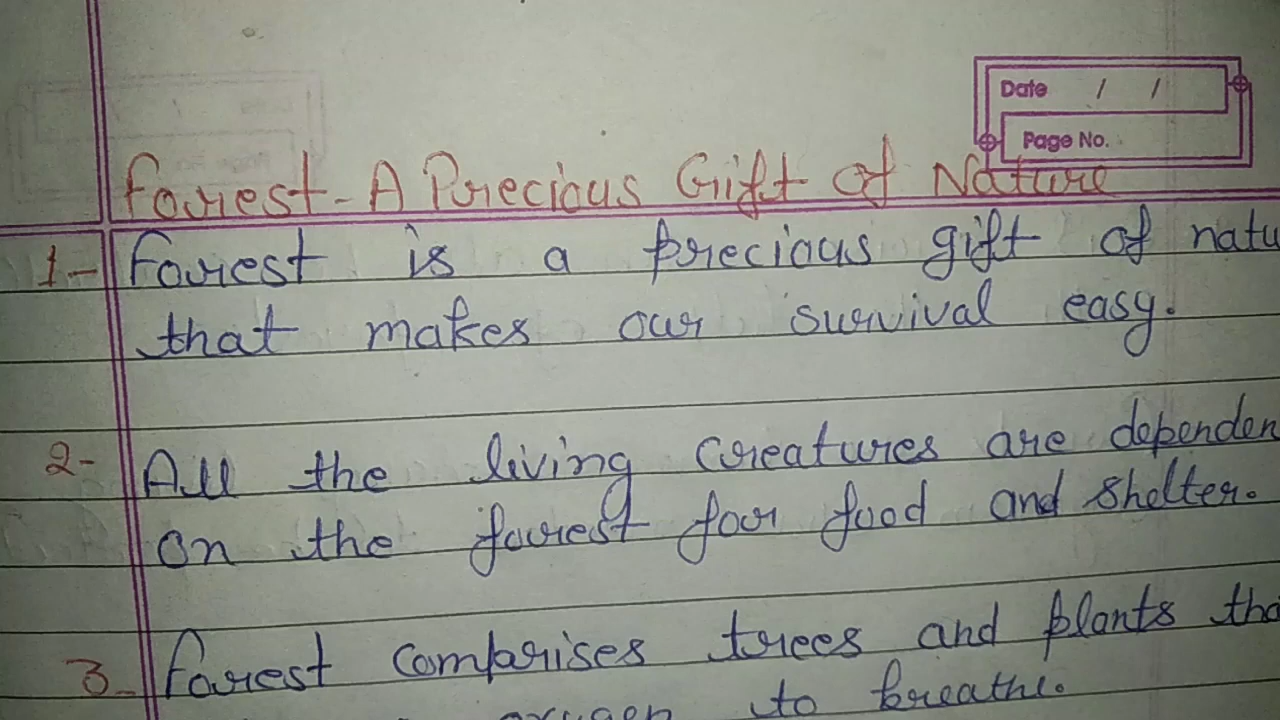 Date / /
Page No.
Forest - A Precious Gift of Nature
1- Forest is a precious gift of natu
that makes our survival easy.
2- All the living creatures are dependen
on the forest for food and shelter.
3- Forest comprises trees and plants tha
oxygen to breathe.